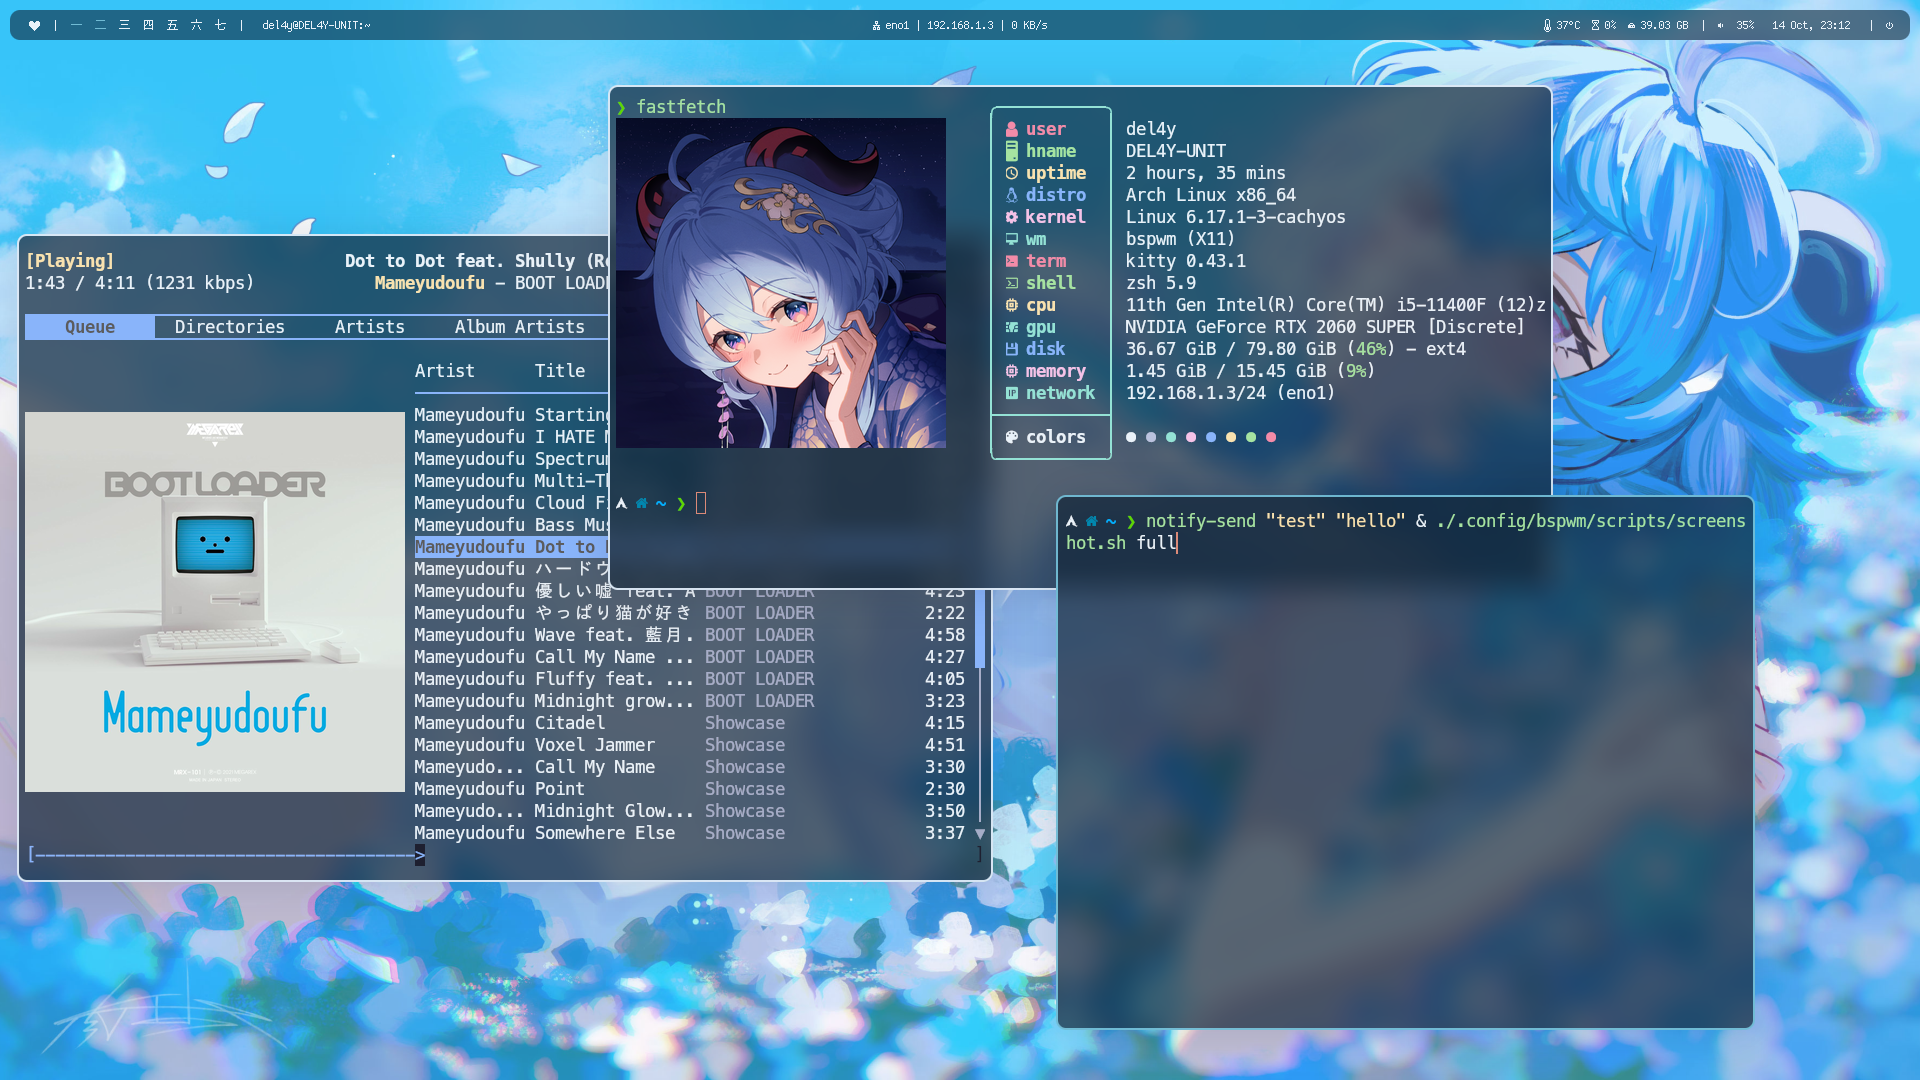 | 一 二 三 四 五 六 七 | del4y@DEL4Y-UNIT:~
eno1 | 192.168.1.3 | 0 KB/s
37°C 0% 39.03 GB | 35% 14 Oct, 23:12 |
❯ fastfetch
user del4y
hname DEL4Y-UNIT
uptime 2 hours, 35 mins
distro Arch Linux x86_64
kernel Linux 6.17.1-3-cachyos
wm bspwm (X11)
term kitty 0.43.1
shell zsh 5.9
cpu 11th Gen Intel(R) Core(TM) i5-11400F (12)z
gpu NVIDIA GeForce RTX 2060 SUPER [Discrete]
disk 36.67 GiB / 79.80 GiB (46%) - ext4
memory 1.45 GiB / 15.45 GiB (9%)
network 192.168.1.3/24 (eno1)
colors
~ ❯
[Playing] Dot to Dot feat. Shully (Re
1:43 / 4:11 (1231 kbps) Mameyudoufu - BOOT LOAD
Queue Directories Artists Album Artists
Artist Title
Mameyudoufu Starting
Mameyudoufu I HATE
Mameyudoufu Spectrum
Mameyudoufu Multi-Th
Mameyudoufu Cloud F
Mameyudoufu Bass Mus
Mameyudoufu Dot to
Mameyudoufu ハードウ
Mameyudoufu 優しい嘘 feat. A BOOT LOADER 4:23
Mameyudoufu やっぱり猫が好き BOOT LOADER 2:22
Mameyudoufu Wave feat. 藍月. BOOT LOADER 4:58
Mameyudoufu Call My Name ... BOOT LOADER 4:27
Mameyudoufu Fluffy feat. ... BOOT LOADER 4:05
Mameyudoufu Midnight grow... BOOT LOADER 3:23
Mameyudoufu Citadel Showcase 4:15
Mameyudoufu Voxel Jammer Showcase 4:51
Mameyudo... Call My Name Showcase 3:30
Mameyudoufu Point Showcase 2:30
Mameyudo... Midnight Glow... Showcase 3:50
Mameyudoufu Somewhere Else Showcase 3:37
[--------------------------------------> ]
BOOT LOADER
Mameyudoufu
~ ❯ notify-send "test" "hello" & ./.config/bspwm/scripts/screens
hot.sh full